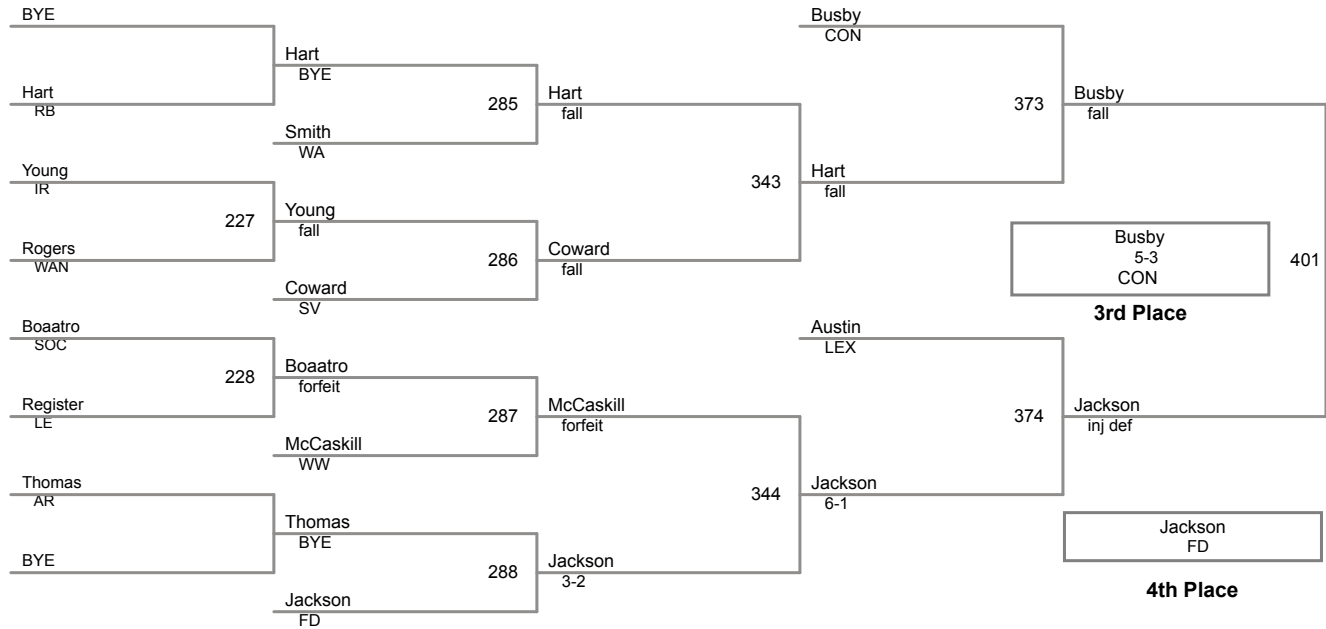 BYE
Hart
RB
Young
IR
Rogers
WAN
Boaatro
SOC
Register
LE
Thomas
AR
BYE
227
228
Hart
BYE
Smith
WA
Young
fall
Coward
SV
Boaatro
forfeit
McCaskill
WW
Thomas
BYE
Jackson
FD
285
286
287
288
Hart
fall
Coward
fall
McCaskill
forfeit
Jackson
3-2
343
344
Busby
CON
Hart
fall
Austin
LEX
Jackson
6-1
373
374
Busby
fall
Jackson
inj def
401
Busby
5-3
CON
3rd Place
Jackson
FD
4th Place